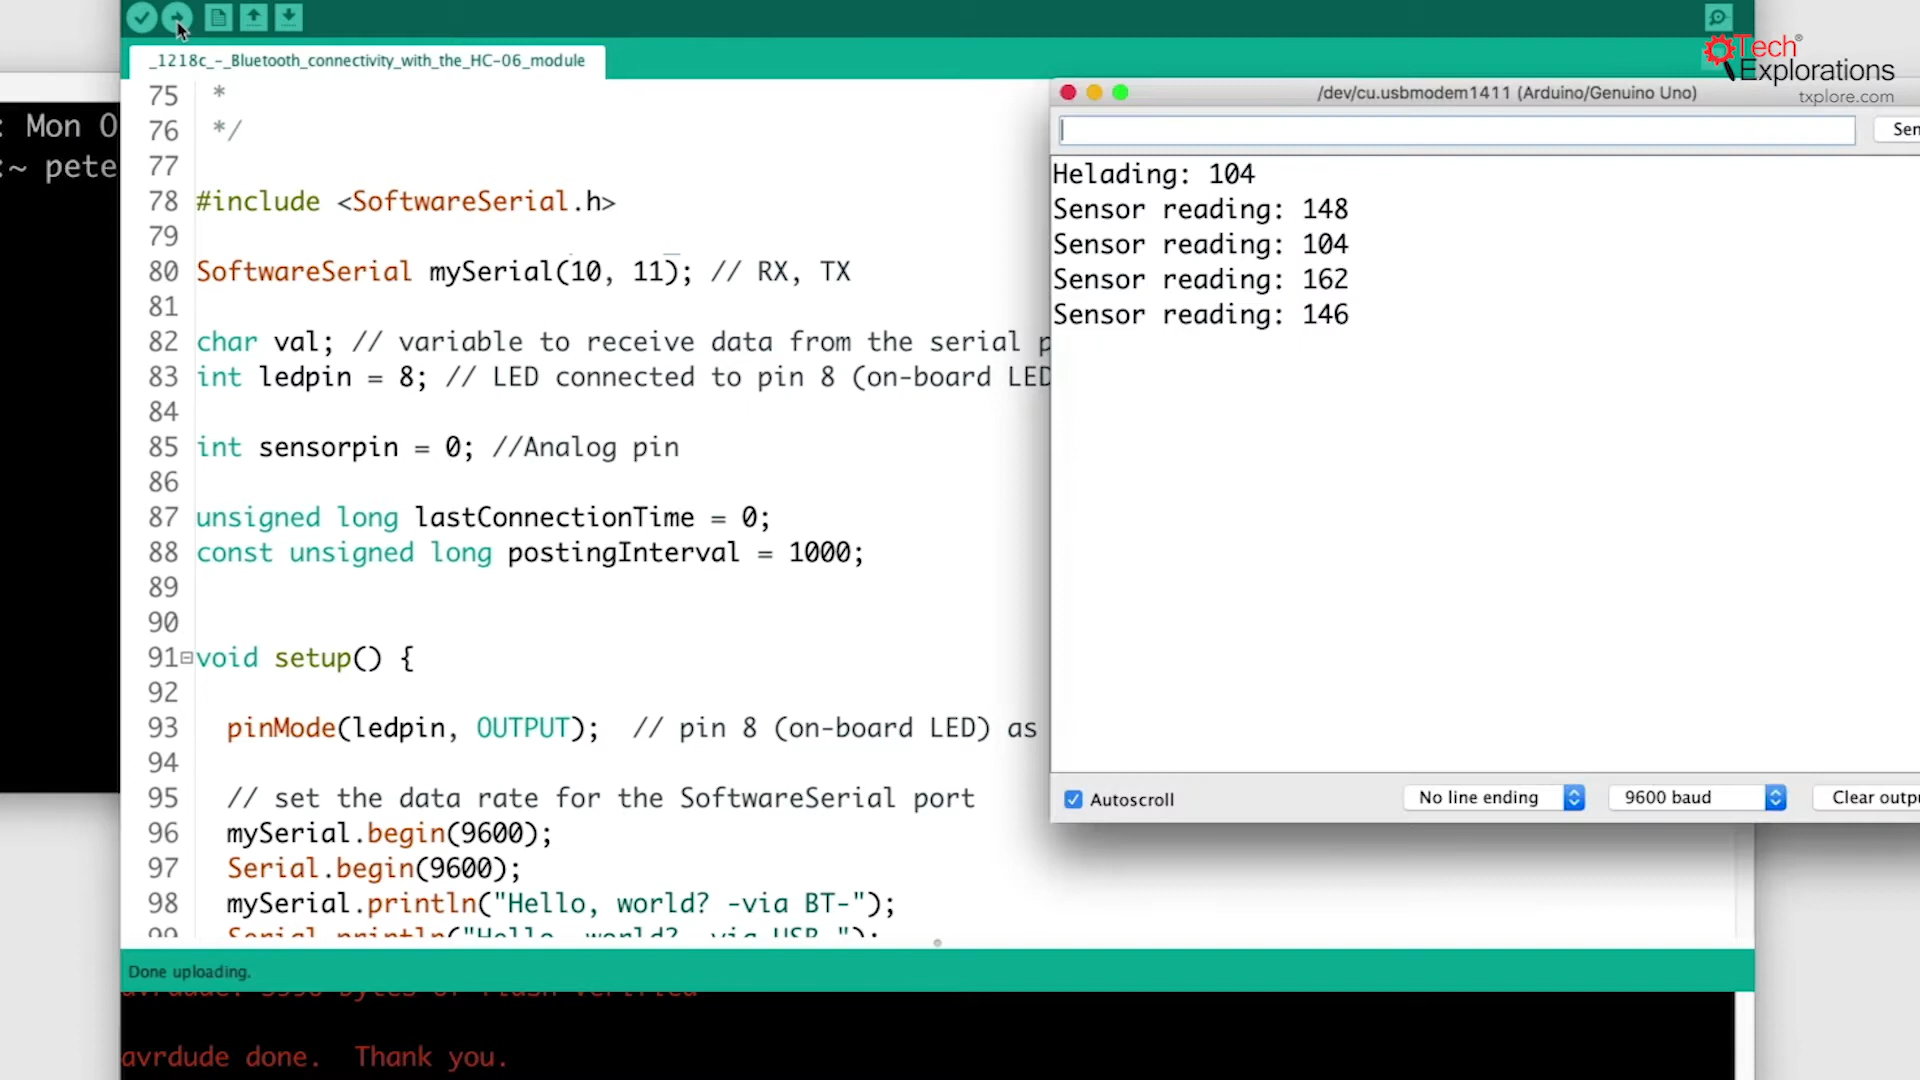 _1218c_-_Bluetooth_connectivity_with_the_HC-06_module
Tech
Explorations
txplore.com
: Mon O
:~ pete
75 *
76 */
77
78 #include <SoftwareSerial.h>
79
80 SoftwareSerial mySerial(10, 11); // RX, TX
81
82 char val; // variable to receive data from the serial p
83 int ledpin = 8; // LED connected to pin 8 (on-board LED
84
85 int sensorpin = 0; //Analog pin
86
87 unsigned long lastConnectionTime = 0;
88 const unsigned long postingInterval = 1000;
89
90
91 void setup() {
92
93 pinMode(ledpin, OUTPUT); // pin 8 (on-board LED) as
94
95 // set the data rate for the SoftwareSerial port
96 mySerial.begin(9600);
97 Serial.begin(9600);
98 mySerial.println("Hello, world? -via BT-");
/dev/cu.usbmodem1411 (Arduino/Genuino Uno)
Sen
Helading: 104
Sensor reading: 148
Sensor reading: 104
Sensor reading: 162
Sensor reading: 146
Autoscroll
No line ending
9600 baud
Clear outpu
Done uploading.
avrdude done. Thank you.